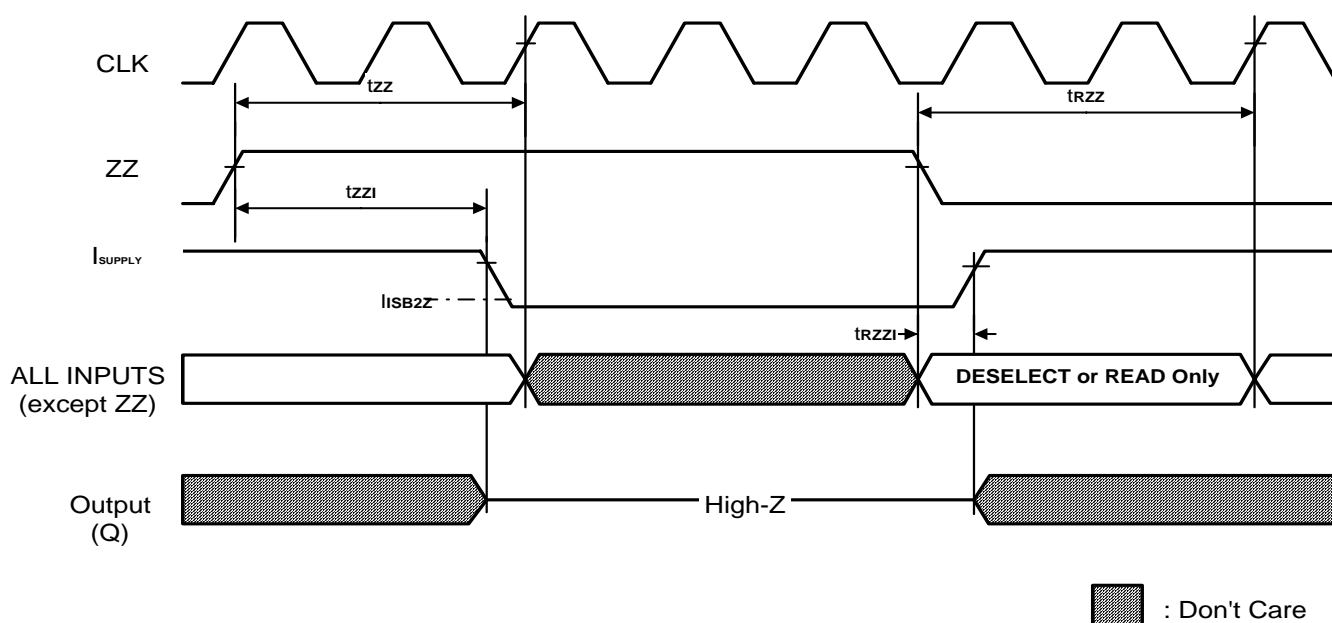 CLK
tZZ
tRZZ
ZZ
tZZI
ISUPPLY
IISB2Z
tRZZI
ALL INPUTS
(except ZZ)
DESELECT or READ Only
Output
(Q)
High-Z
: Don't Care